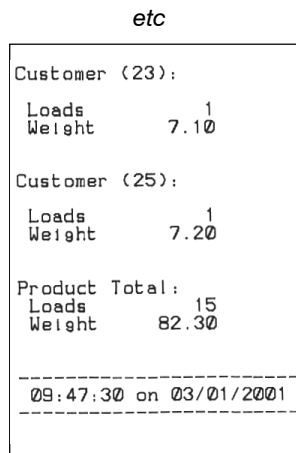 etc
Customer (23):
Loads 1
Weight 7.10
Customer (25):
Loads 1
Weight 7.20
Product Total:
Loads 15
Weight 82.30
--------------------------
09:47:30 on 03/01/2001
--------------------------